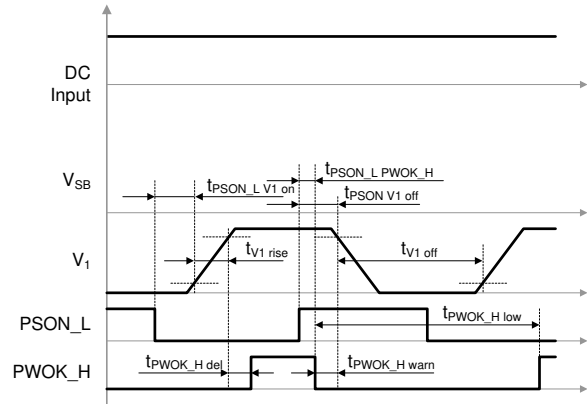 DC
Input
VSB
tPSON_L PWOK_H
tPSON_L V1 on
tPSON V1 off
V1
tV1 rise
tV1 off
PSON_L
tPWOK_H low
PWOK_H
tPWOK_H del
tPWOK_H warn